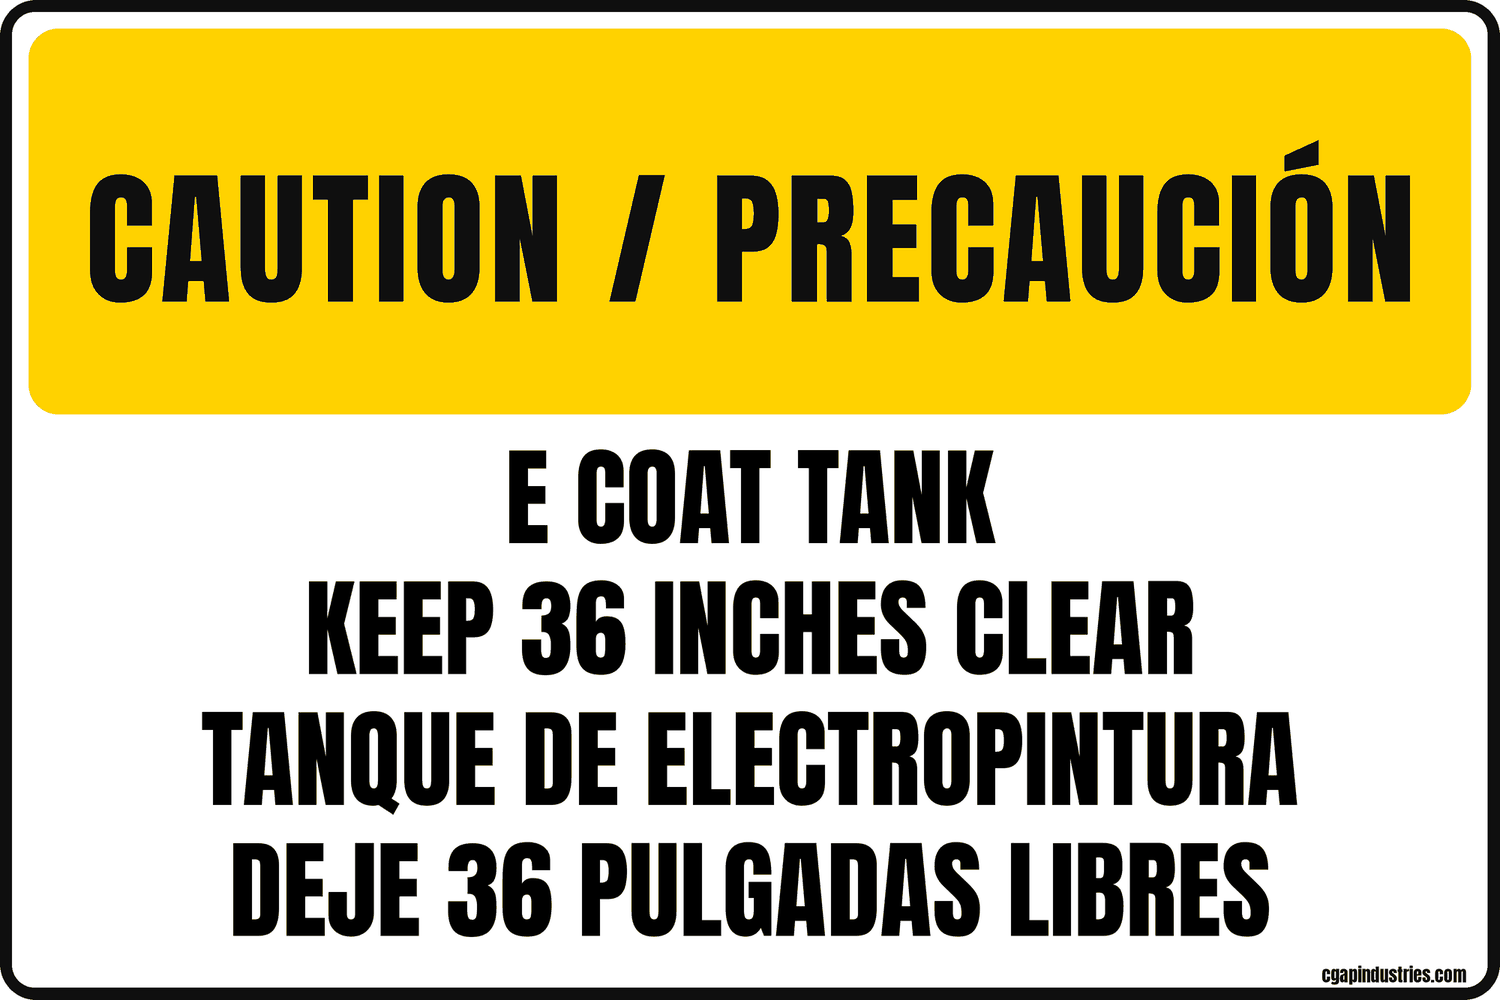 CAUTION / PRECAUCIÓN
E COAT TANK
KEEP 36 INCHES CLEAR
TANQUE DE ELECTROPINTURA
DEJE 36 PULGADAS LIBRES
cgapindustries.com